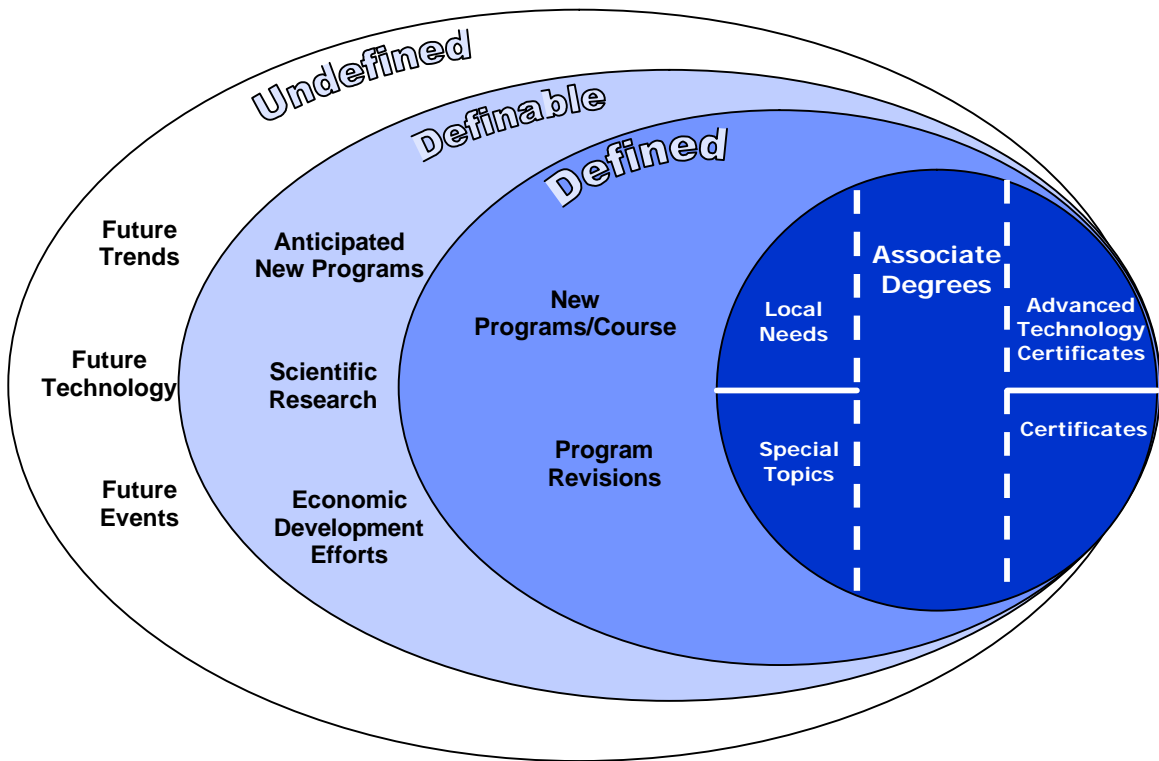 Undefined
Definable
Defined
Future
Trends
Future
Technology
Future
Events
Anticipated
New Programs
Scientific
Research
Economic
Development
Efforts
New
Programs/Course
Program
Revisions
Local
Needs
Special
Topics
Associate
Degrees
Advanced
Technology
Certificates
Certificates